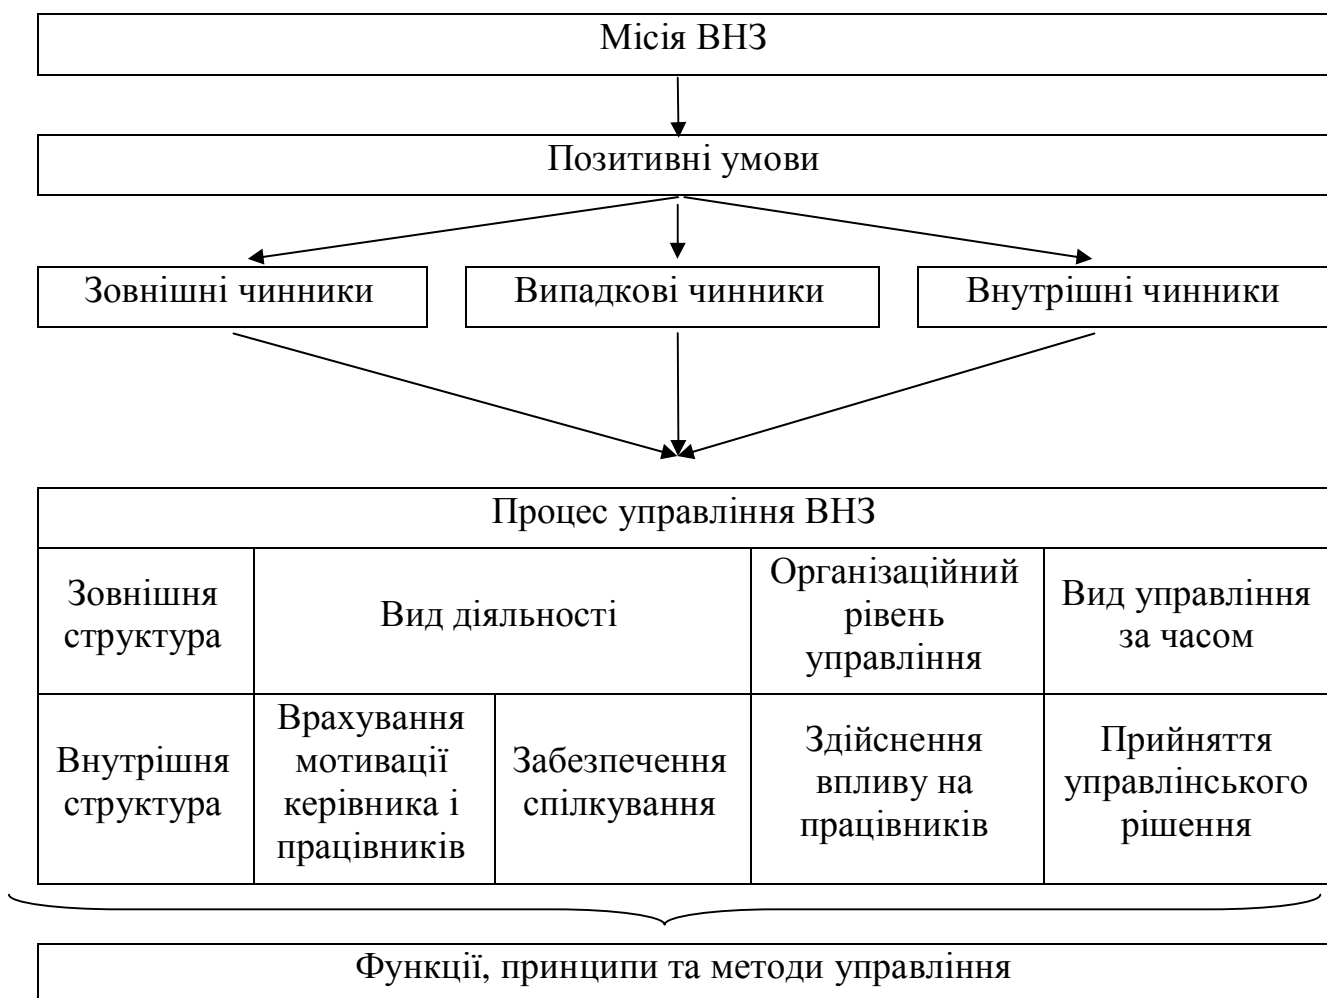 Місія ВНЗ
Позитивні умови
Зовнішні чинники
Випадкові чинники
Внутрішні чинники
Процес управління ВНЗ
Зовнішня
структура
Вид діяльності
Організаційний
рівень
управління
Вид управління
за часом
Внутрішня
структура
Врахування
мотивації
керівника і
працівників
Забезпечення
спілкування
Здійснення
впливу на
працівників
Прийняття
управлінського
рішення
Функції, принципи та методи управління